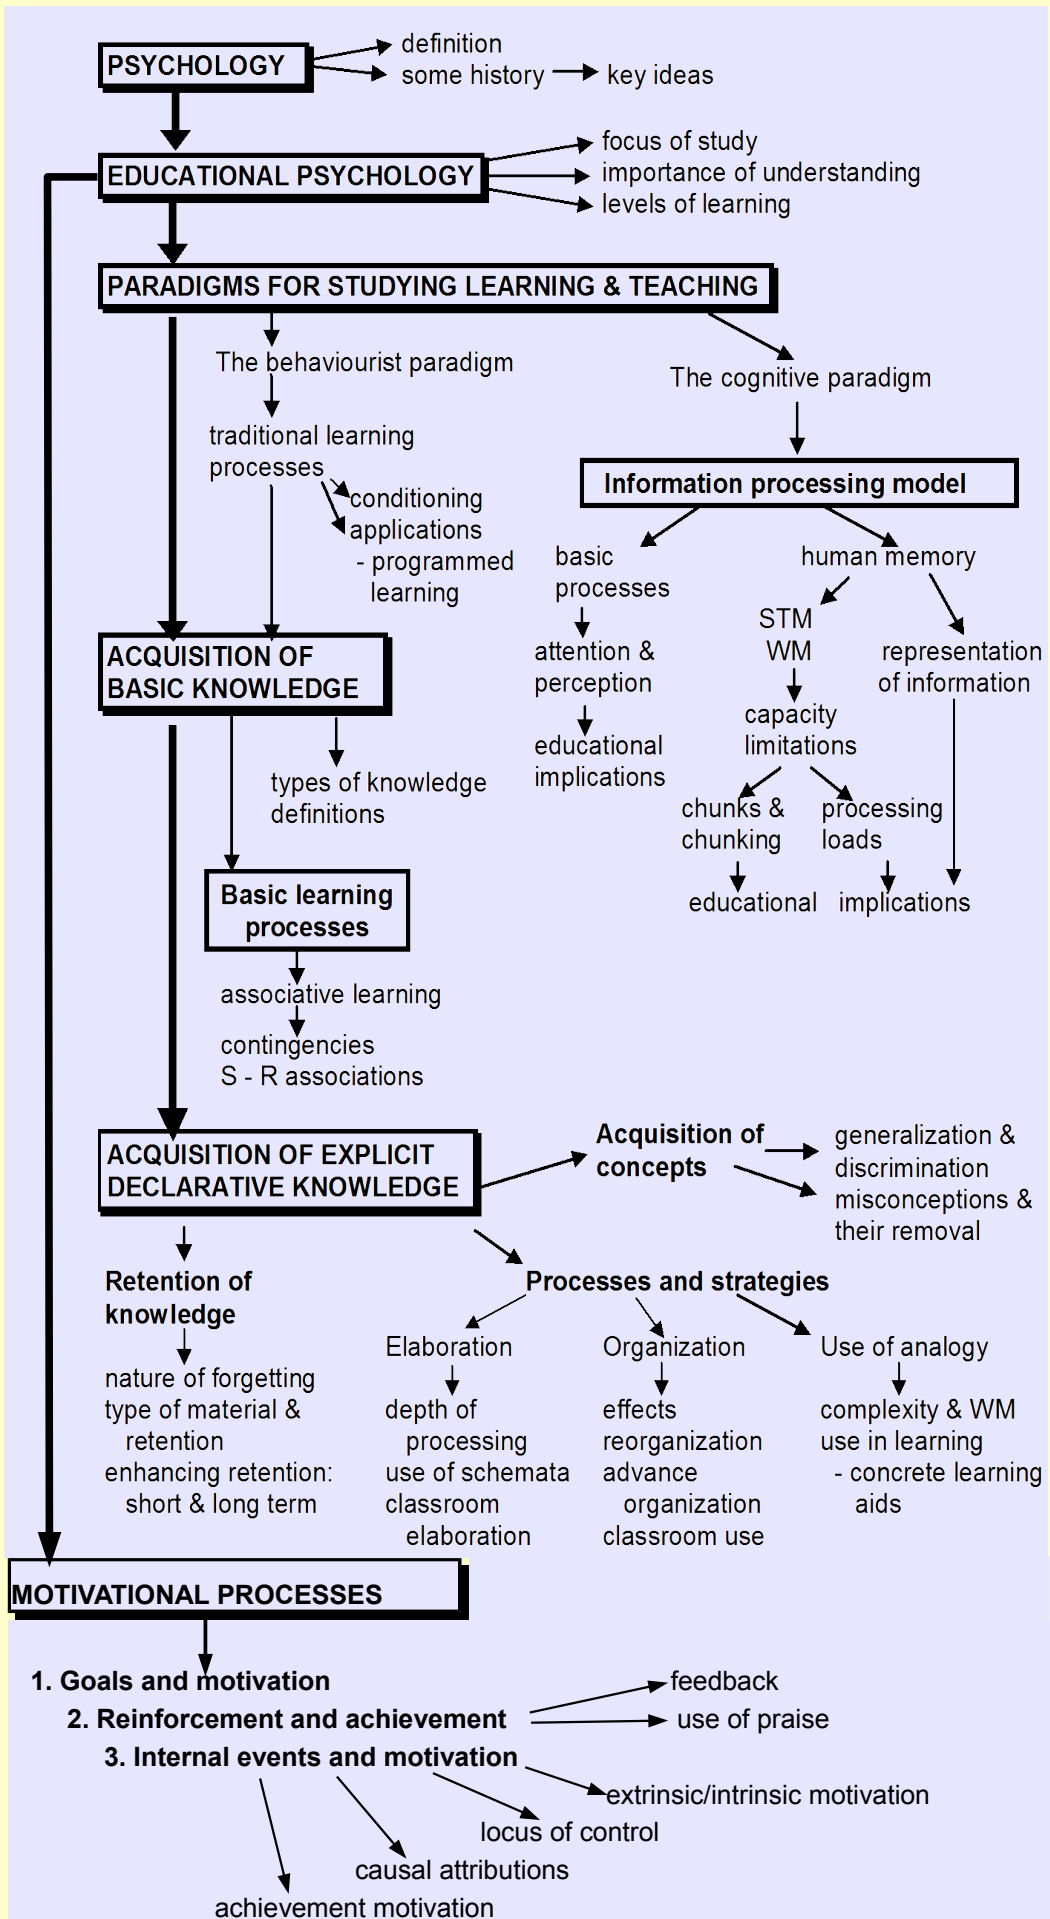 PSYCHOLOGY
definition
some history
key ideas
EDUCATIONAL PSYCHOLOGY
focus of study
importance of understanding
levels of learning
PARADIGMS FOR STUDYING LEARNING & TEACHING
The behaviourist paradigm
The cognitive paradigm
traditional learning
processes
conditioning
applications
- programmed
learning
Information processing model
basic
processes
human memory
attention &
perception
STM
WM
representation
of information
educational
implications
capacity
limitations
chunks &
chunking
processing
loads
educational
implications
ACQUISITION OF
BASIC KNOWLEDGE
types of knowledge
definitions
Basic learning
processes
associative learning
contingencies
S - R associations
ACQUISITION OF EXPLICIT
DECLARATIVE KNOWLEDGE
Acquisition of
concepts
generalization &
discrimination
misconceptions &
their removal
Retention of
knowledge
nature of forgetting
type of material &
retention
enhancing retention:
short & long term
Processes and strategies
Elaboration
depth of
processing
use of schemata
classroom
elaboration
Organization
effects
reorganization
advance
organization
classroom use
Use of analogy
complexity & WM
use in learning
- concrete learning
aids
MOTIVATIONAL PROCESSES
1. Goals and motivation
2. Reinforcement and achievement
feedback
use of praise
3. Internal events and motivation
extrinsic/intrinsic motivation
locus of control
causal attributions
achievement motivation